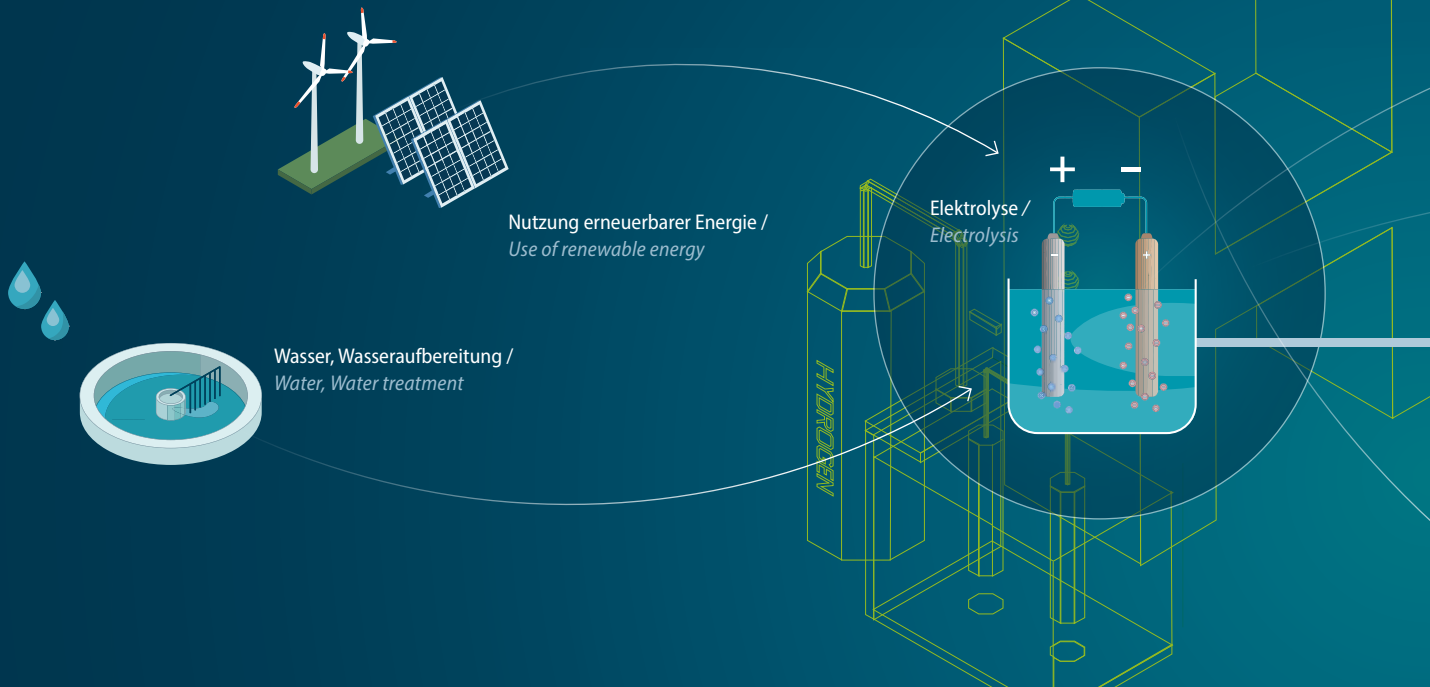 Nutzung erneuerbarer Energie /
Use of renewable energy
Elektrolyse /
Electrolysis
+ −
− +
Wasser, Wasseraufbereitung /
Water, Water treatment
HYDROGEN